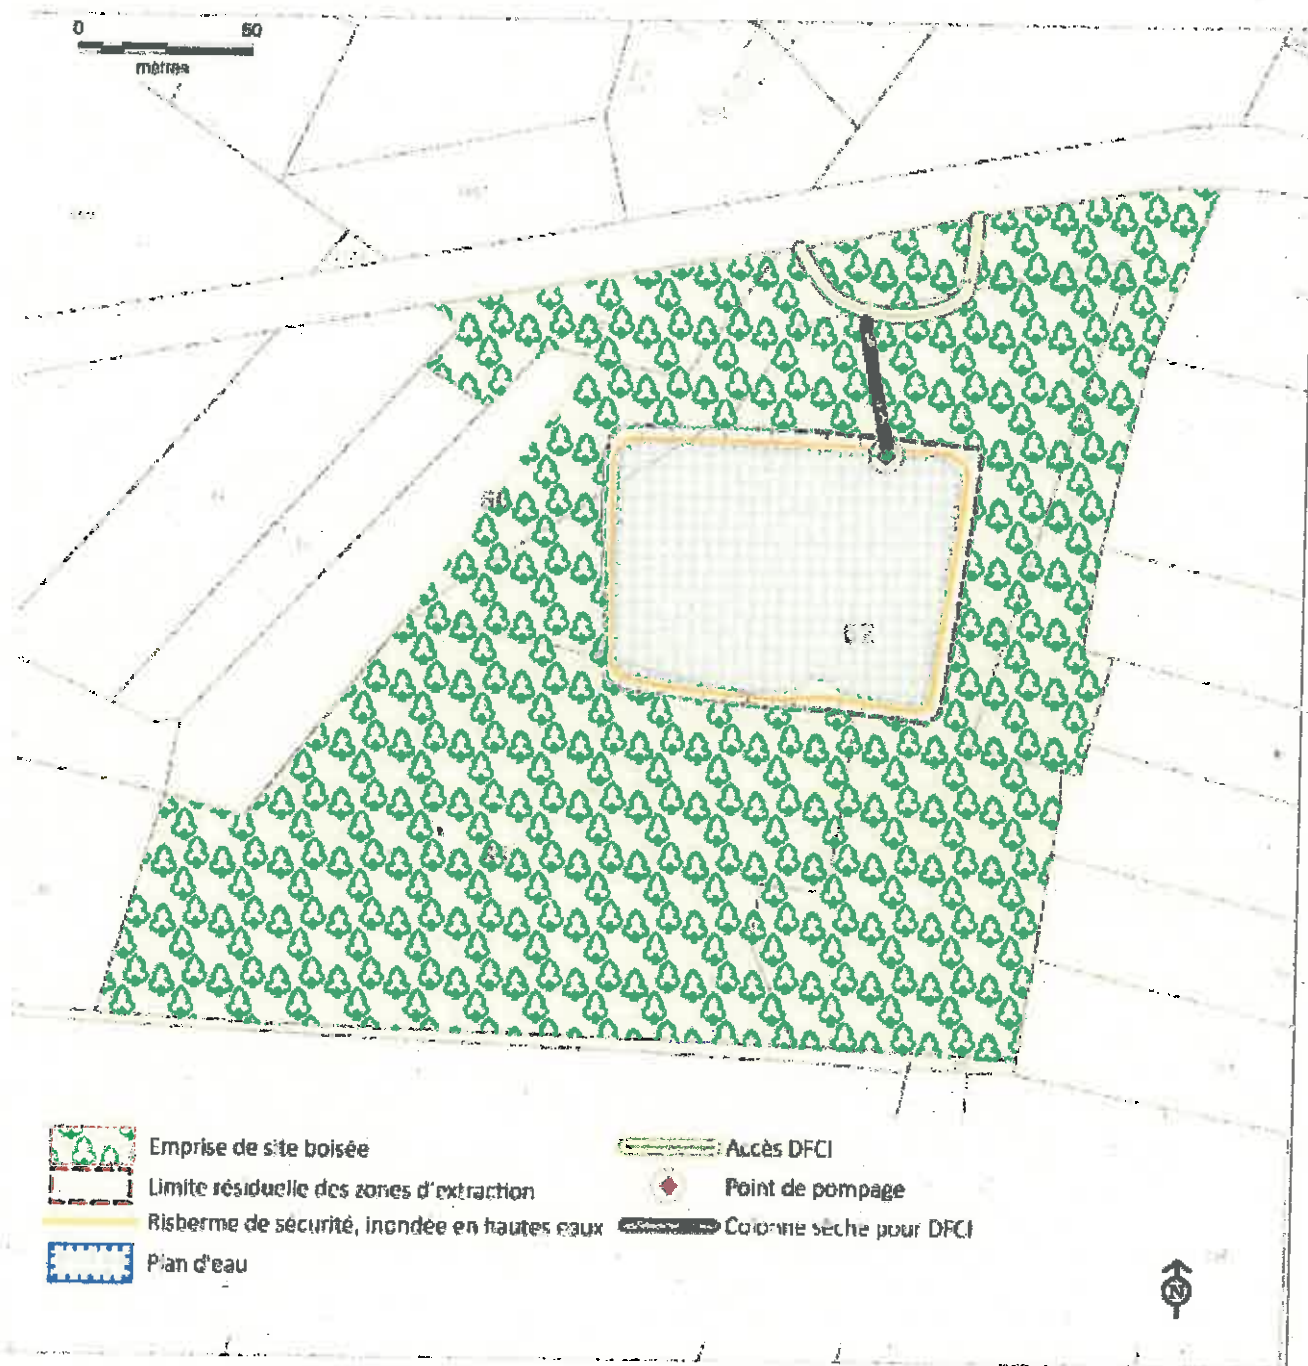 0 50
mètres
62
Emprise de site boisée
Limite résiduelle des zones d'extraction
Risberme de sécurité, inondée en hautes eaux
Plan d'eau
Accès DFCI
Point de pompage
Colonne sèche pour DFCI
N